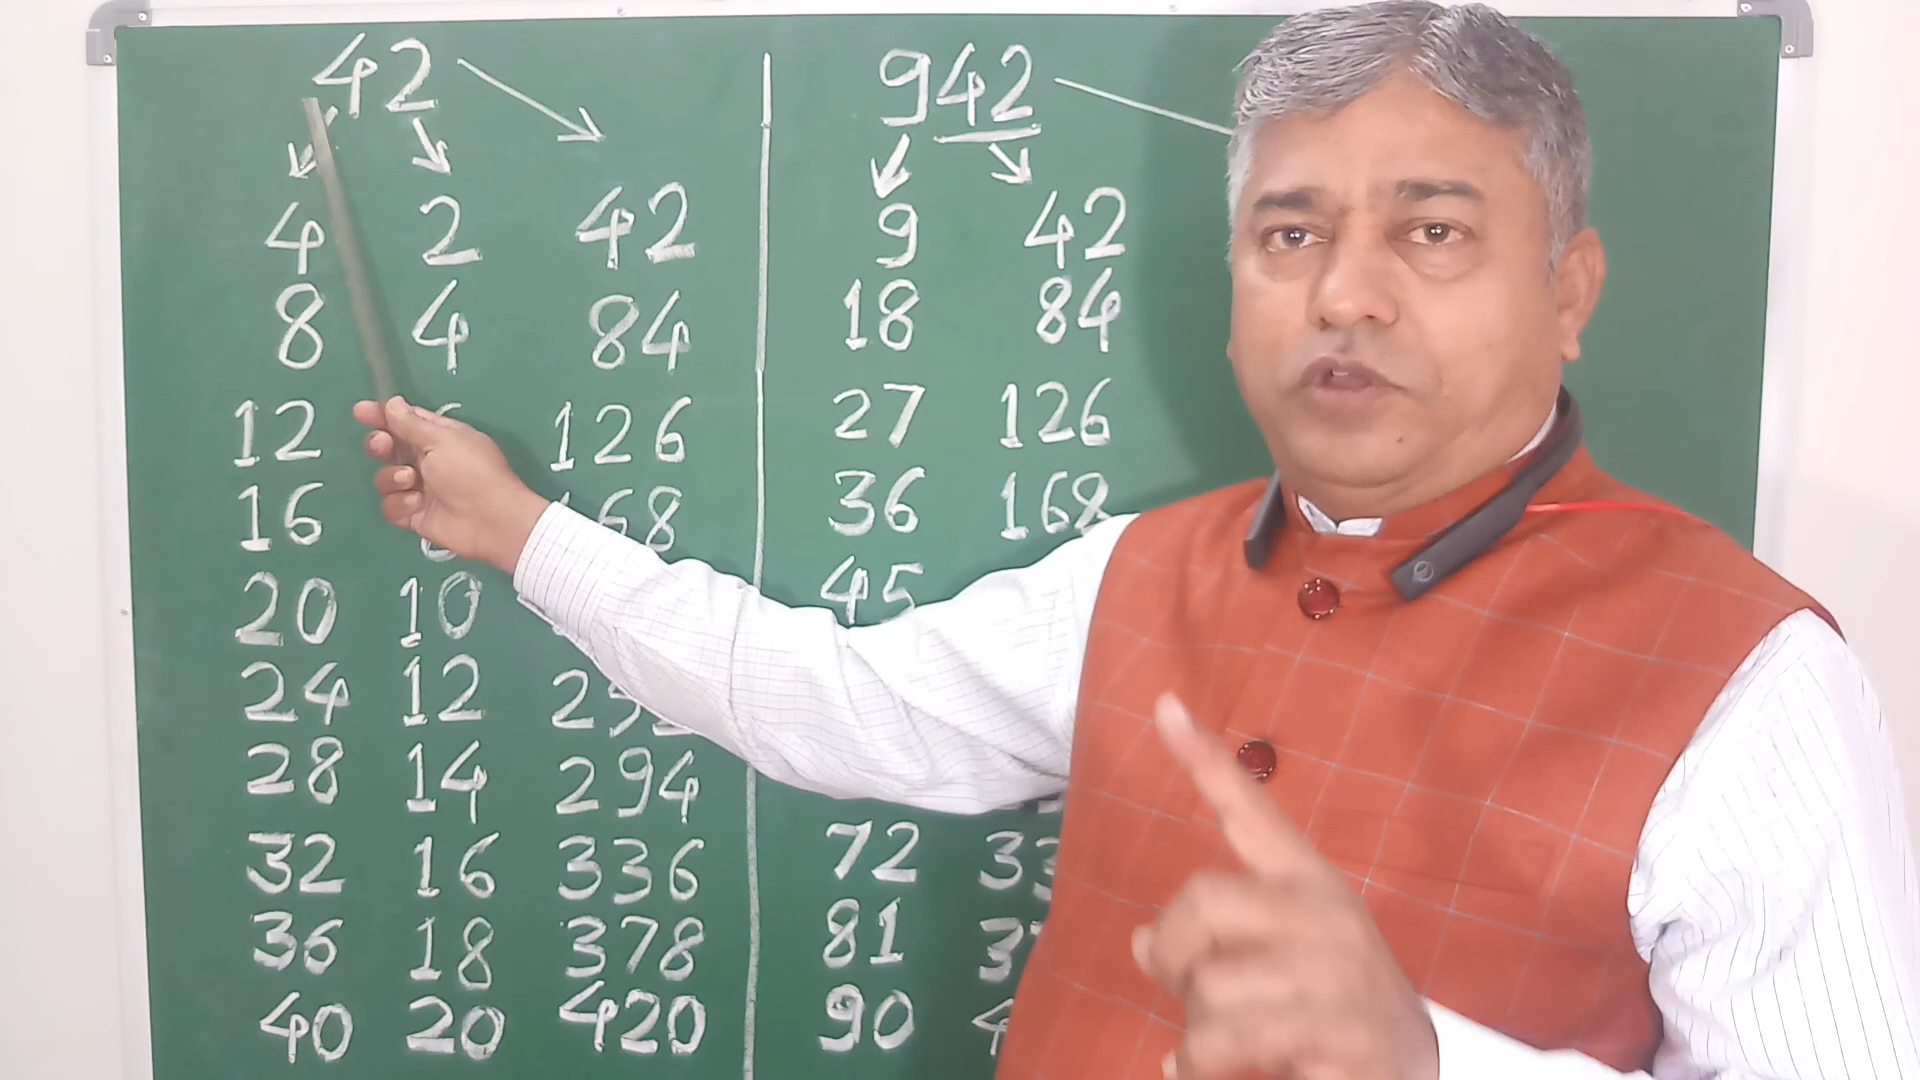 42 942
4 2 42 9 42
8 4 84 18 84
12 126 27 126
16 168 36 168
20 10 45
24 12
28 14 294
32 16 336 72
36 18 378 81
40 20 420 90